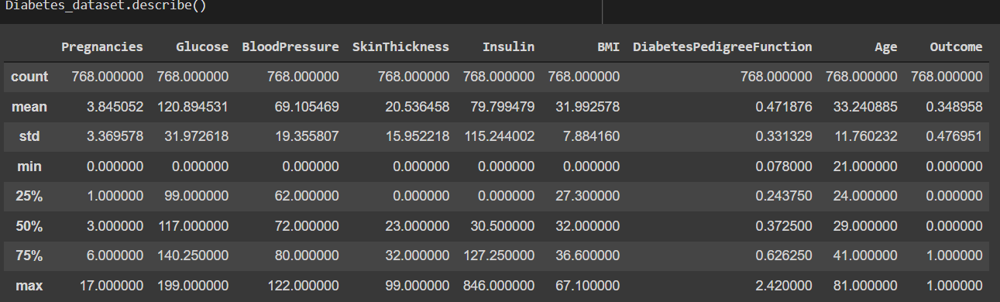 Diabetes_dataset.describe()
Pregnancies Glucose BloodPressure SkinThickness Insulin BMI DiabetesPedigreeFunction Age Outcome
count 768.000000 768.000000 768.000000 768.000000 768.000000 768.000000 768.000000 768.000000 768.000000
mean 3.845052 120.894531 69.105469 20.536458 79.799479 31.992578 0.471876 33.240885 0.348958
std 3.369578 31.972618 19.355807 15.952218 115.244002 7.884160 0.331329 11.760232 0.476951
min 0.000000 0.000000 0.000000 0.000000 0.000000 0.000000 0.078000 21.000000 0.000000
25% 1.000000 99.000000 62.000000 0.000000 0.000000 27.300000 0.243750 24.000000 0.000000
50% 3.000000 117.000000 72.000000 23.000000 30.500000 32.000000 0.372500 29.000000 0.000000
75% 6.000000 140.250000 80.000000 32.000000 127.250000 36.600000 0.626250 41.000000 1.000000
max 17.000000 199.000000 122.000000 99.000000 846.000000 67.100000 2.420000 81.000000 1.000000